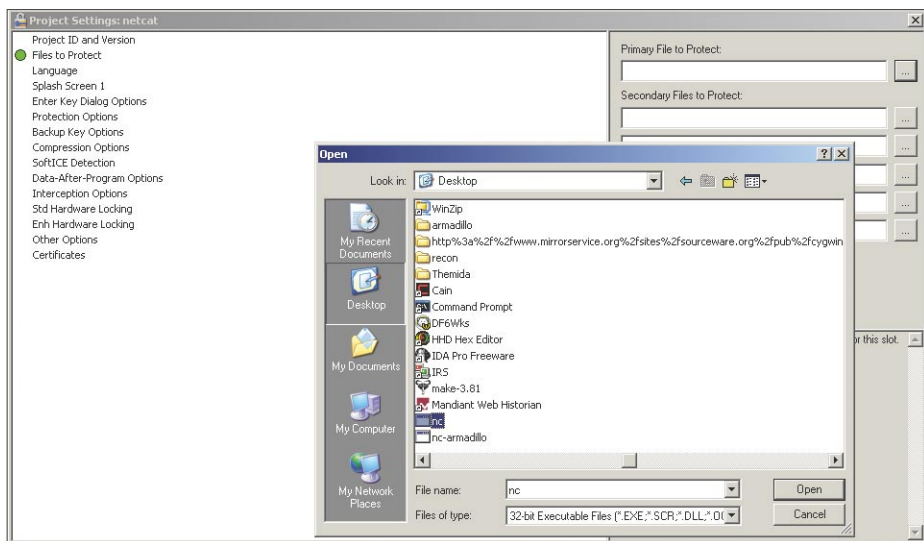 Project Settings: netcat
Project ID and Version
Files to Protect
Language
Splash Screen 1
Enter Key Dialog Options
Protection Options
Backup Key Options
Compression Options
SoftICE Detection
Data-After-Program Options
Interception Options
Std Hardware Locking
Enh Hardware Locking
Other Options
Certificates
Primary File to Protect:
...
Secondary Files to Protect:
...
...
...
...
...
or this slot.
Open
Look in:
Desktop
My Recent
Documents
Desktop
My Documents
My Computer
My Network
Places
WinZip
armadillo
http%3a%2f%2fwww.mirrorservice.org%2fsites%2fsourceware.org%2fpub%2fcygwin
recon
Themida
Cain
Command Prompt
DF6Wks
HHD Hex Editor
IDA Pro Freeware
IRS
make-3.81
Mandiant Web Historian
nc
nc-armadillo
File name:
nc
Open
Files of type:
32-bit Executable Files (*.EXE;*.SCR;*.DLL;*.OC
Cancel